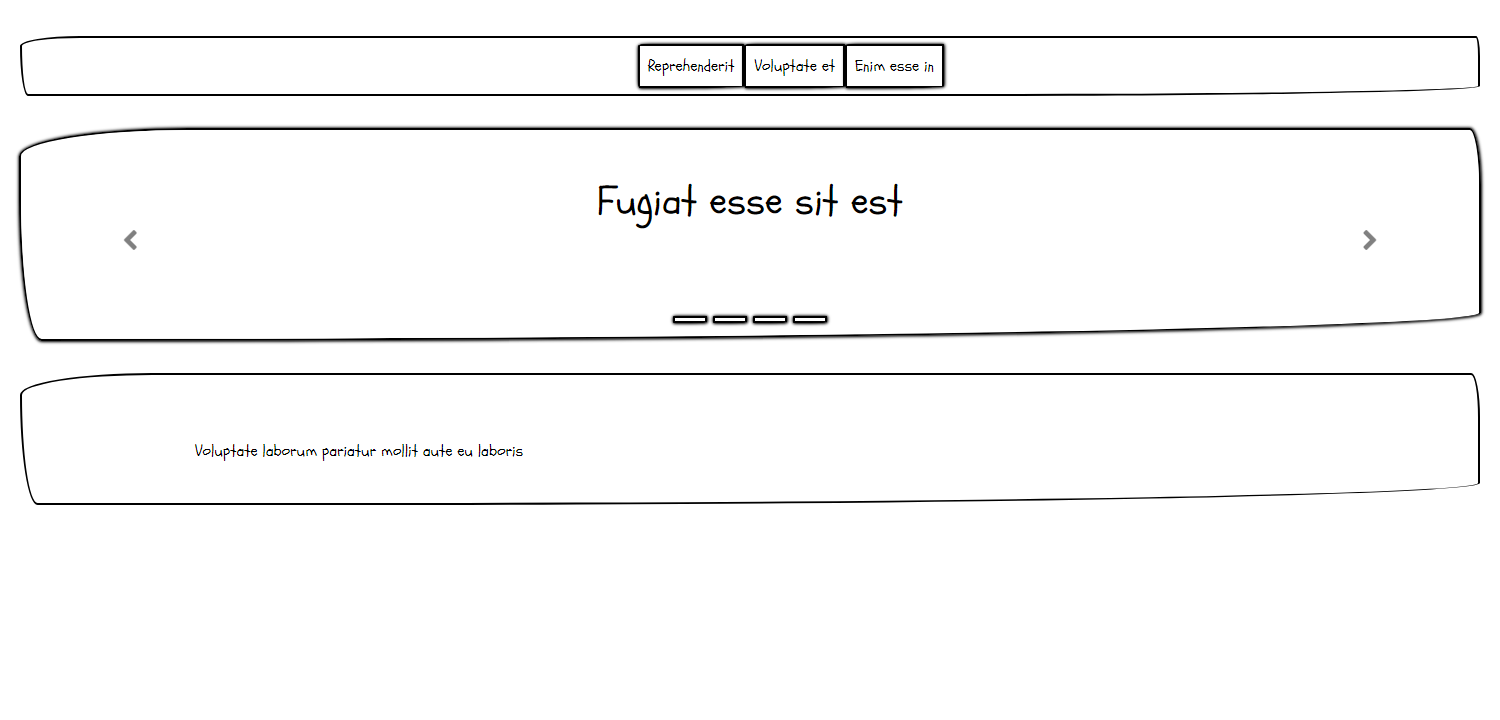 Reprehenderit Voluptate et Enim esse in
Fugiat esse sit est
Voluptate laborum pariatur mollit aute eu laboris